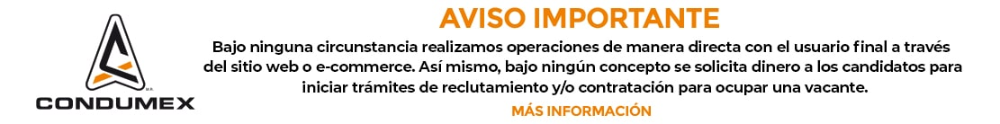 AVISO IMPORTANTE
Bajo ninguna circunstancia realizamos operaciones de manera directa con el usuario final a través
del sitio web o e-commerce. Así mismo, bajo ningún concepto se solicita dinero a los candidatos para
iniciar trámites de reclutamiento y/o contratación para ocupar una vacante.
MÁS INFORMACIÓN
CONDUMEX